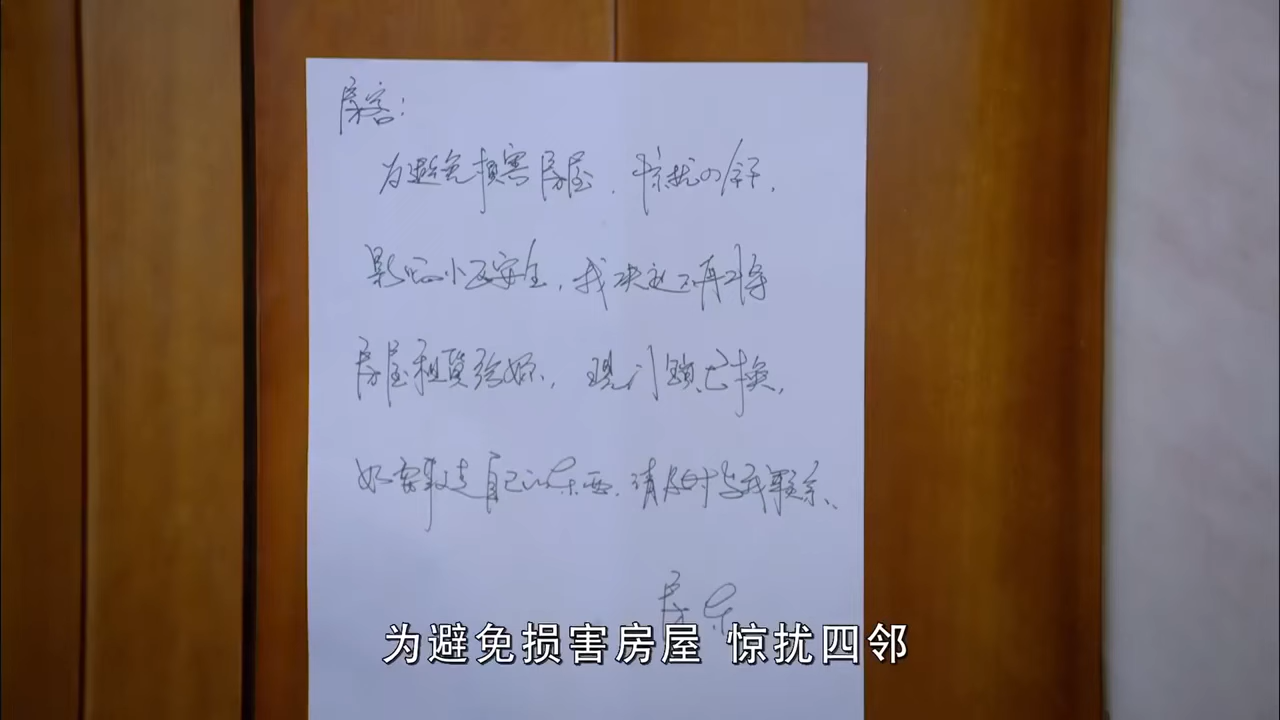 房客：
为避免损害房屋，惊扰四邻，
影响小区安全，我决定不再将
房屋租赁给您，现门锁已换，
如需取走自己的东西，请及时与我联系。
房东
为避免损害房屋 惊扰四邻